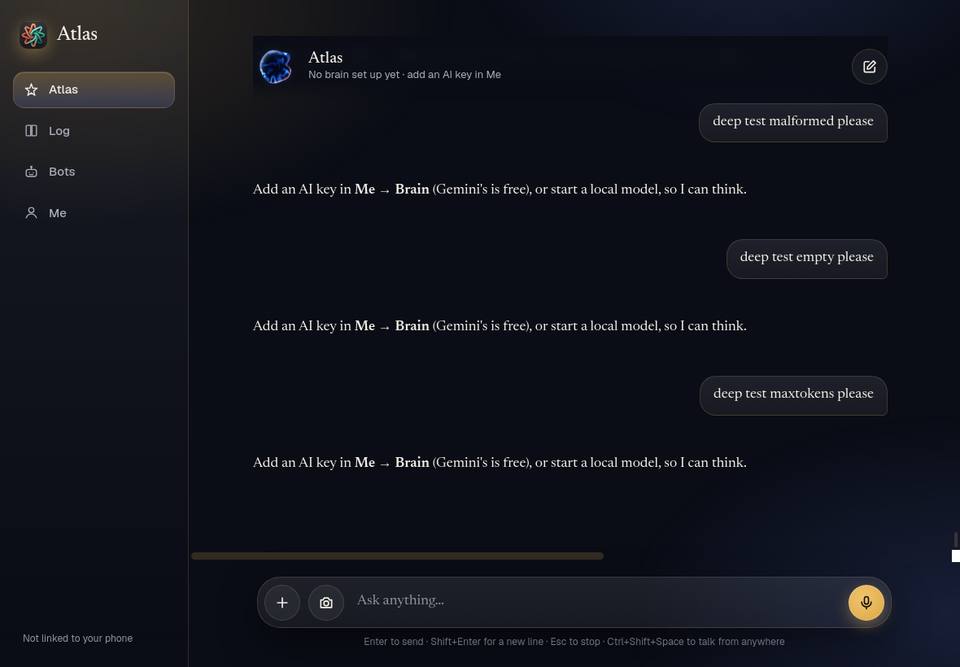 Atlas
Atlas
Log
Bots
Me
Not linked to your phone
Atlas
No brain set up yet · add an AI key in Me
deep test malformed please
Add an AI key in Me → Brain (Gemini's is free), or start a local model, so I can think.
deep test empty please
Add an AI key in Me → Brain (Gemini's is free), or start a local model, so I can think.
deep test maxtokens please
Add an AI key in Me → Brain (Gemini's is free), or start a local model, so I can think.
Ask anything...
Enter to send · Shift+Enter for a new line · Esc to stop · Ctrl+Shift+Space to talk from anywhere